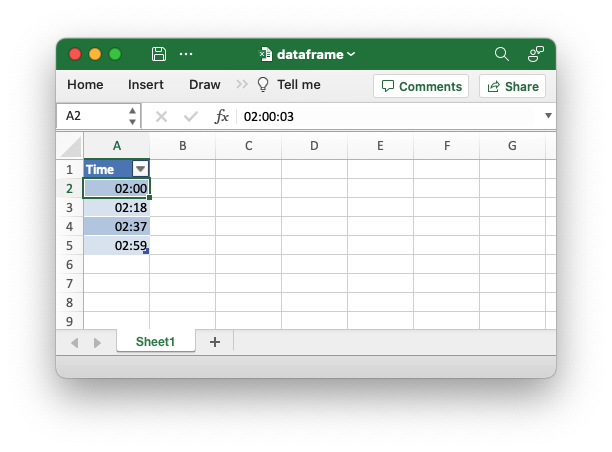 dataframe
Home Insert Draw Tell me Comments Share
A2 fx 02:00:03
A B C D E F G
1 Time
2 02:00
3 02:18
4 02:37
5 02:59
6
7
8
9
Sheet1 +